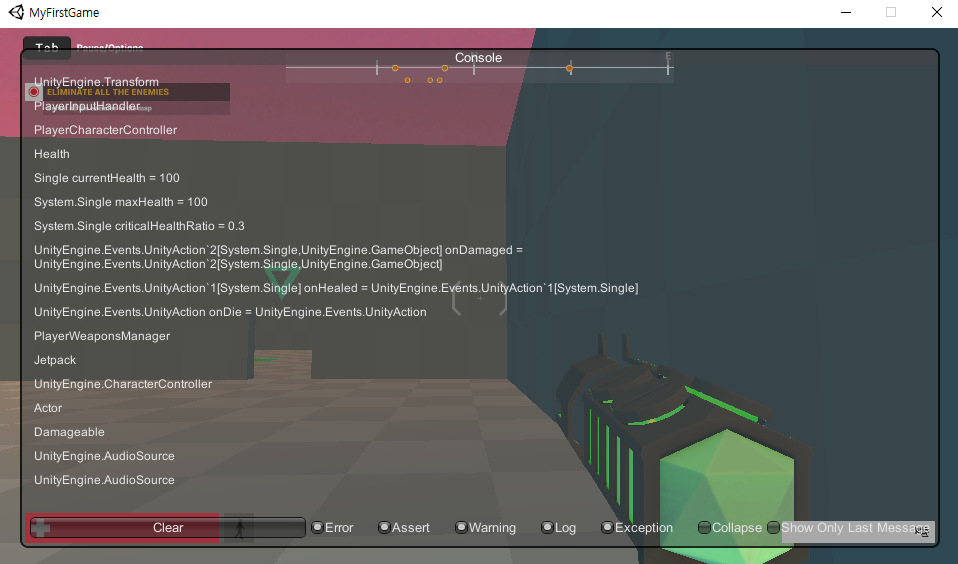 MyFirstGame
Tab Pause/Options
Console
E
UnityEngine.Transform
ELIMINATE ALL THE ENEMIES
PlayerInputHandler
PlayerCharacterController
Health
Single currentHealth = 100
System.Single maxHealth = 100
System.Single criticalHealthRatio = 0.3
UnityEngine.Events.UnityAction`2[System.Single,UnityEngine.GameObject] onDamaged =
UnityEngine.Events.UnityAction`2[System.Single,UnityEngine.GameObject]
UnityEngine.Events.UnityAction`1[System.Single] onHealed = UnityEngine.Events.UnityAction`1[System.Single]
UnityEngine.Events.UnityAction onDie = UnityEngine.Events.UnityAction
PlayerWeaponsManager
Jetpack
UnityEngine.CharacterController
Actor
Damageable
UnityEngine.AudioSource
UnityEngine.AudioSource
Clear Error Assert Warning Log Exception Collapse Show Only Last Message